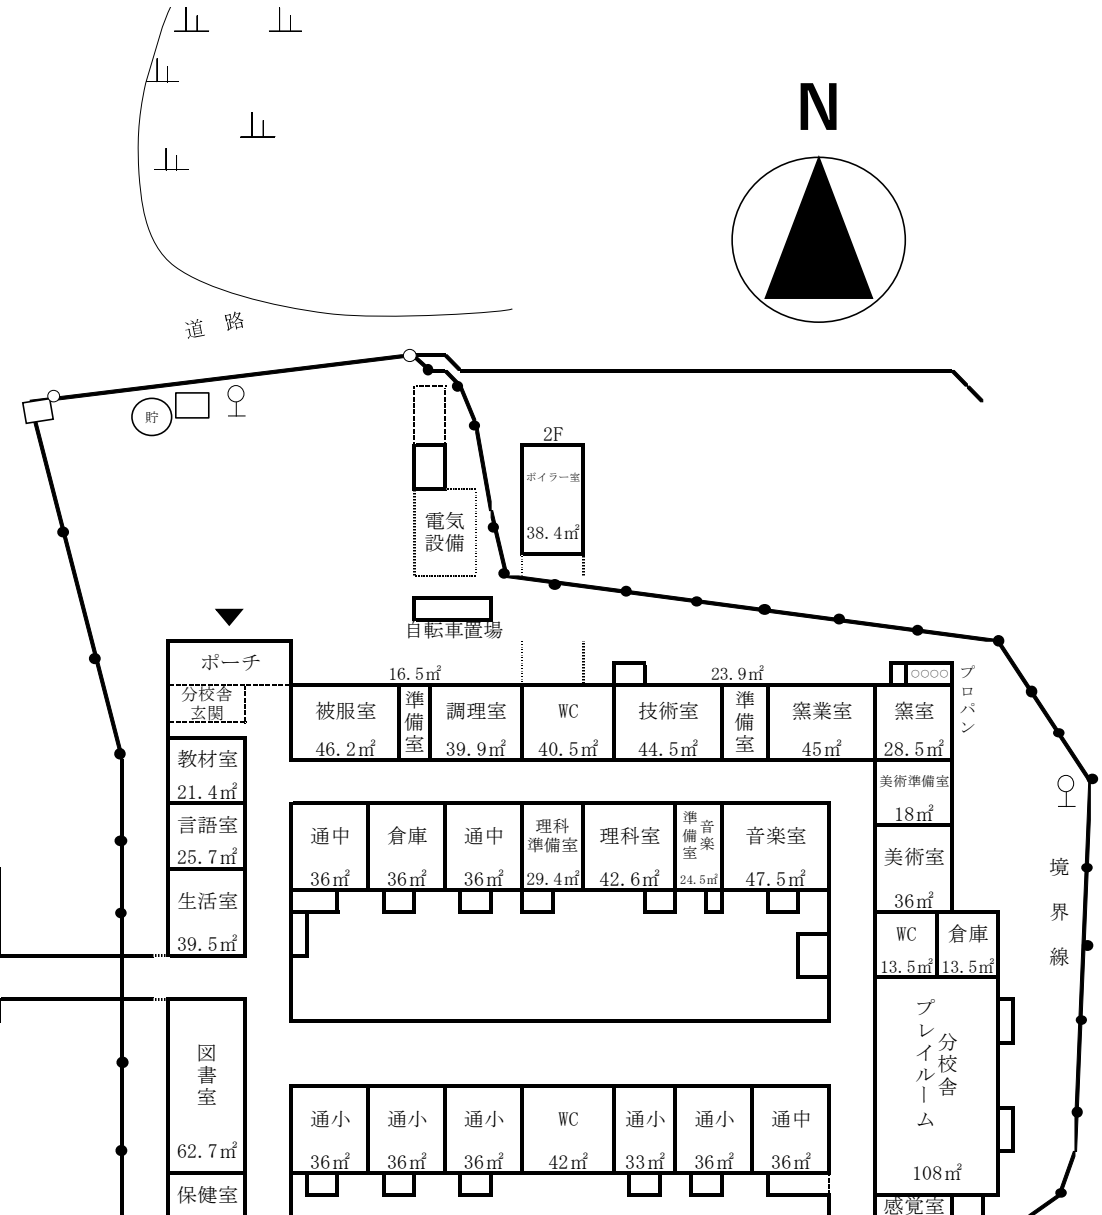 N
道 路
貯
2F
ボイラー室
38.4㎡
電気
設備
自転車置場
ポーチ
分校舎
玄関
16.5㎡
23.9㎡
プロパン
被服室
46.2㎡
準備室
調理室
39.9㎡
WC
40.5㎡
技術室
44.5㎡
準備室
窯業室
45㎡
窯室
28.5㎡
教材室
21.4㎡
美術準備室
18㎡
言語室
25.7㎡
通中
36㎡
倉庫
36㎡
通中
36㎡
理科
準備室
29.4㎡
理科室
42.6㎡
音楽
準備室
24.5㎡
音楽室
47.5㎡
美術室
36㎡
境界線
生活室
39.5㎡
WC
13.5㎡
倉庫
13.5㎡
分校舎
プレイルーム
108㎡
図書室
62.7㎡
通小
36㎡
通小
36㎡
通小
36㎡
WC
42㎡
通小
33㎡
通小
36㎡
通中
36㎡
保健室
感覚室